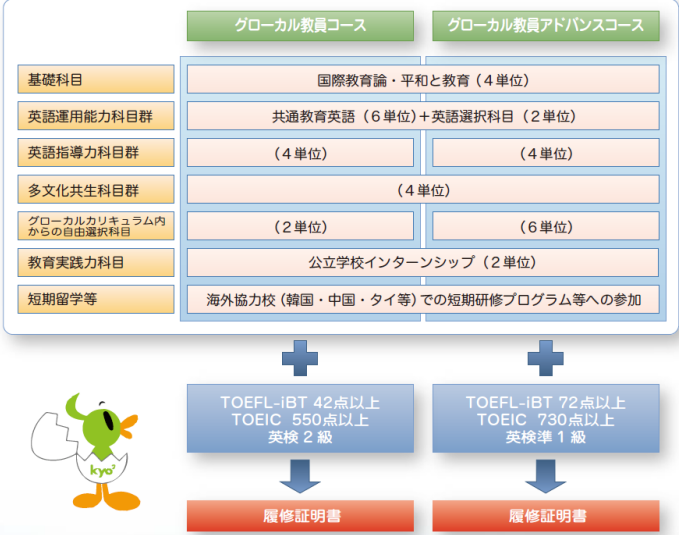 グローカル教員コース
グローカル教員アドバンスコース
基礎科目
国際教育論・平和と教育（４単位）
英語運用能力科目群
共通教育英語（６単位）＋英語選択科目（２単位）
英語指導力科目群
（４単位）
（４単位）
多文化共生科目群
（４単位）
グローカルカリキュラム内
からの自由選択科目
（２単位）
（６単位）
教育実践力科目
公立学校インターンシップ（２単位）
短期留学等
海外協力校（韓国・中国・タイ等）での短期研修プログラム等への参加
TOEFL-iBT 42点以上
TOEIC 550点以上
英検２級
TOEFL-iBT 72点以上
TOEIC 730点以上
英検準１級
kyo²
履修証明書
履修証明書